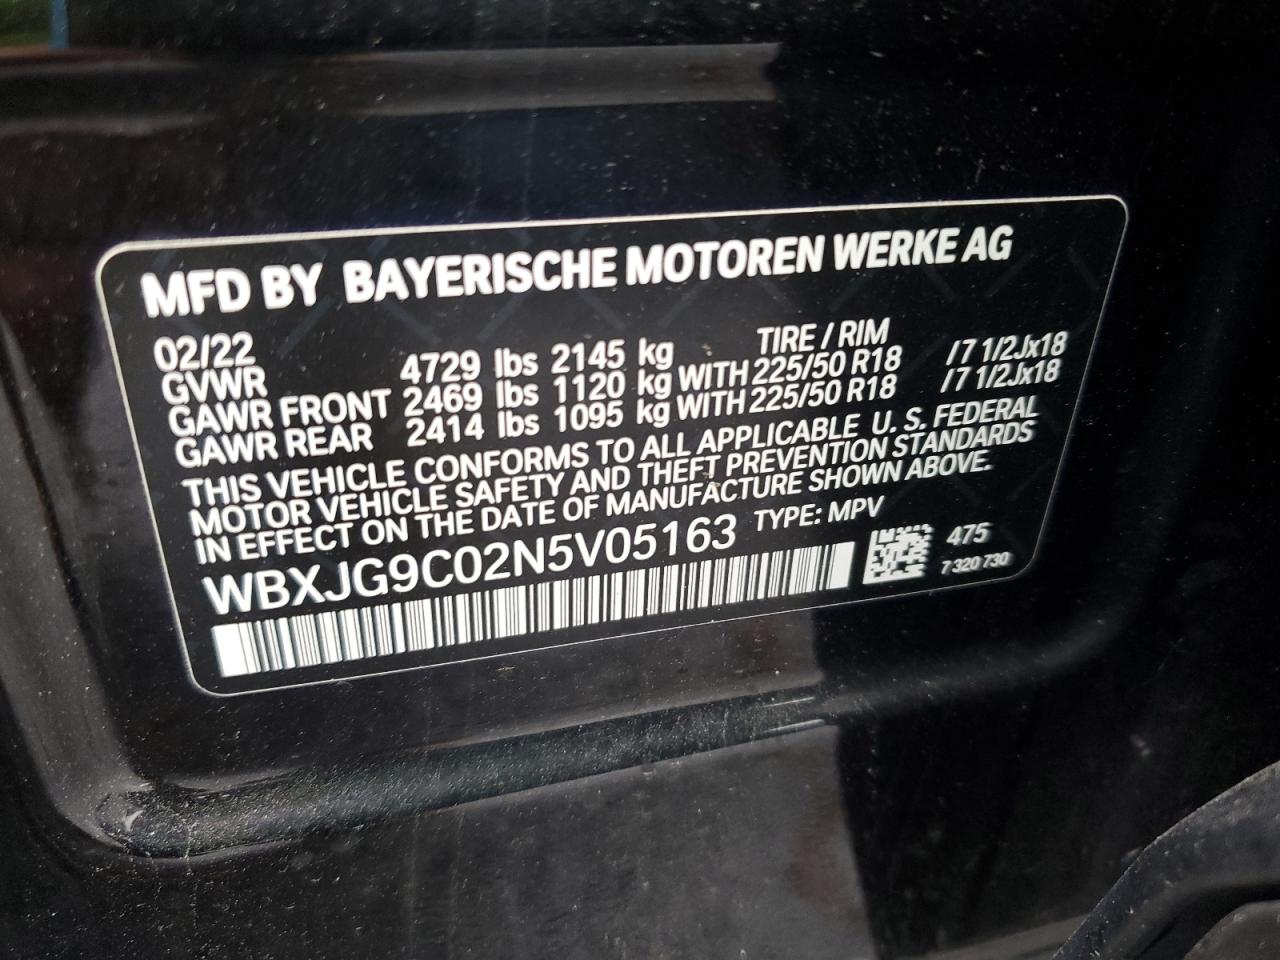 MFD BY BAYERISCHE MOTOREN WERKE AG
02/22 TIRE / RIM
GVWR 4729 lbs 2145 kg
GAWR FRONT 2469 lbs 1120 kg WITH 225/50 R18 /7 1/2Jx18
GAWR REAR 2414 lbs 1095 kg WITH 225/50 R18 /7 1/2Jx18
THIS VEHICLE CONFORMS TO ALL APPLICABLE U. S. FEDERAL
MOTOR VEHICLE SAFETY AND THEFT PREVENTION STANDARDS
IN EFFECT ON THE DATE OF MANUFACTURE SHOWN ABOVE.
WBXJG9C02N5V05163 TYPE: MPV
475
7 320 730